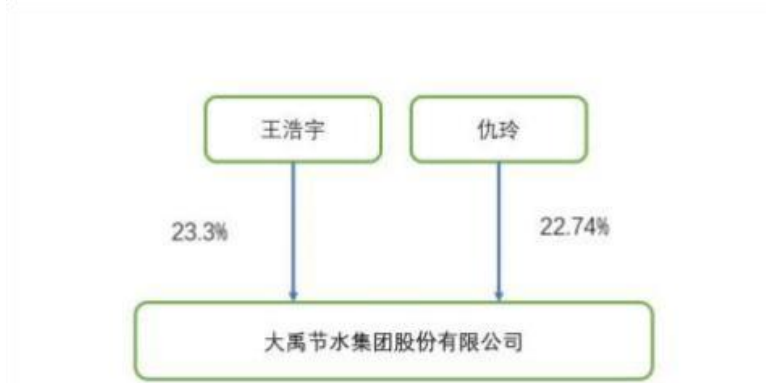 王浩宇
仇玲
23.3%
22.74%
大禹节水集团股份有限公司